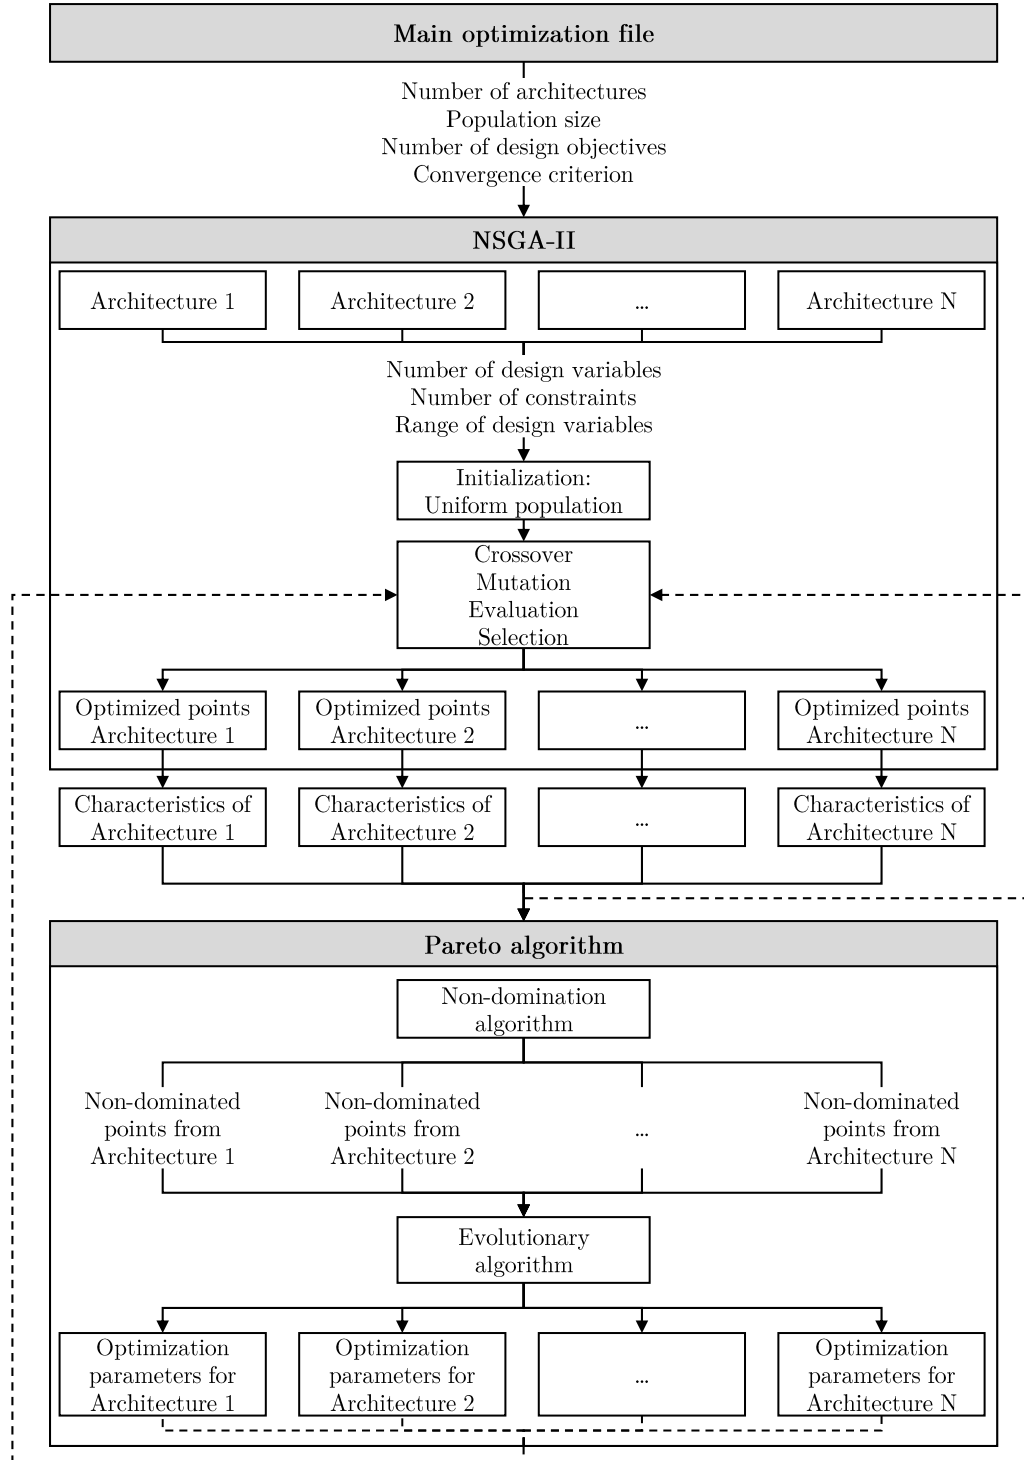 Main optimization file
Number of architectures
Population size
Number of design objectives
Convergence criterion
NSGA-II
Architecture 1
Architecture 2
...
Architecture N
Number of design variables
Number of constraints
Range of design variables
Initialization:
Uniform population
Crossover
Mutation
Evaluation
Selection
Optimized points
Architecture 1
Optimized points
Architecture 2
...
Optimized points
Architecture N
Characteristics of
Architecture 1
Characteristics of
Architecture 2
...
Characteristics of
Architecture N
Pareto algorithm
Non-domination
algorithm
Non-dominated
points from
Architecture 1
Non-dominated
points from
Architecture 2
...
Non-dominated
points from
Architecture N
Evolutionary
algorithm
Optimization
parameters for
Architecture 1
Optimization
parameters for
Architecture 2
...
Optimization
parameters for
Architecture N